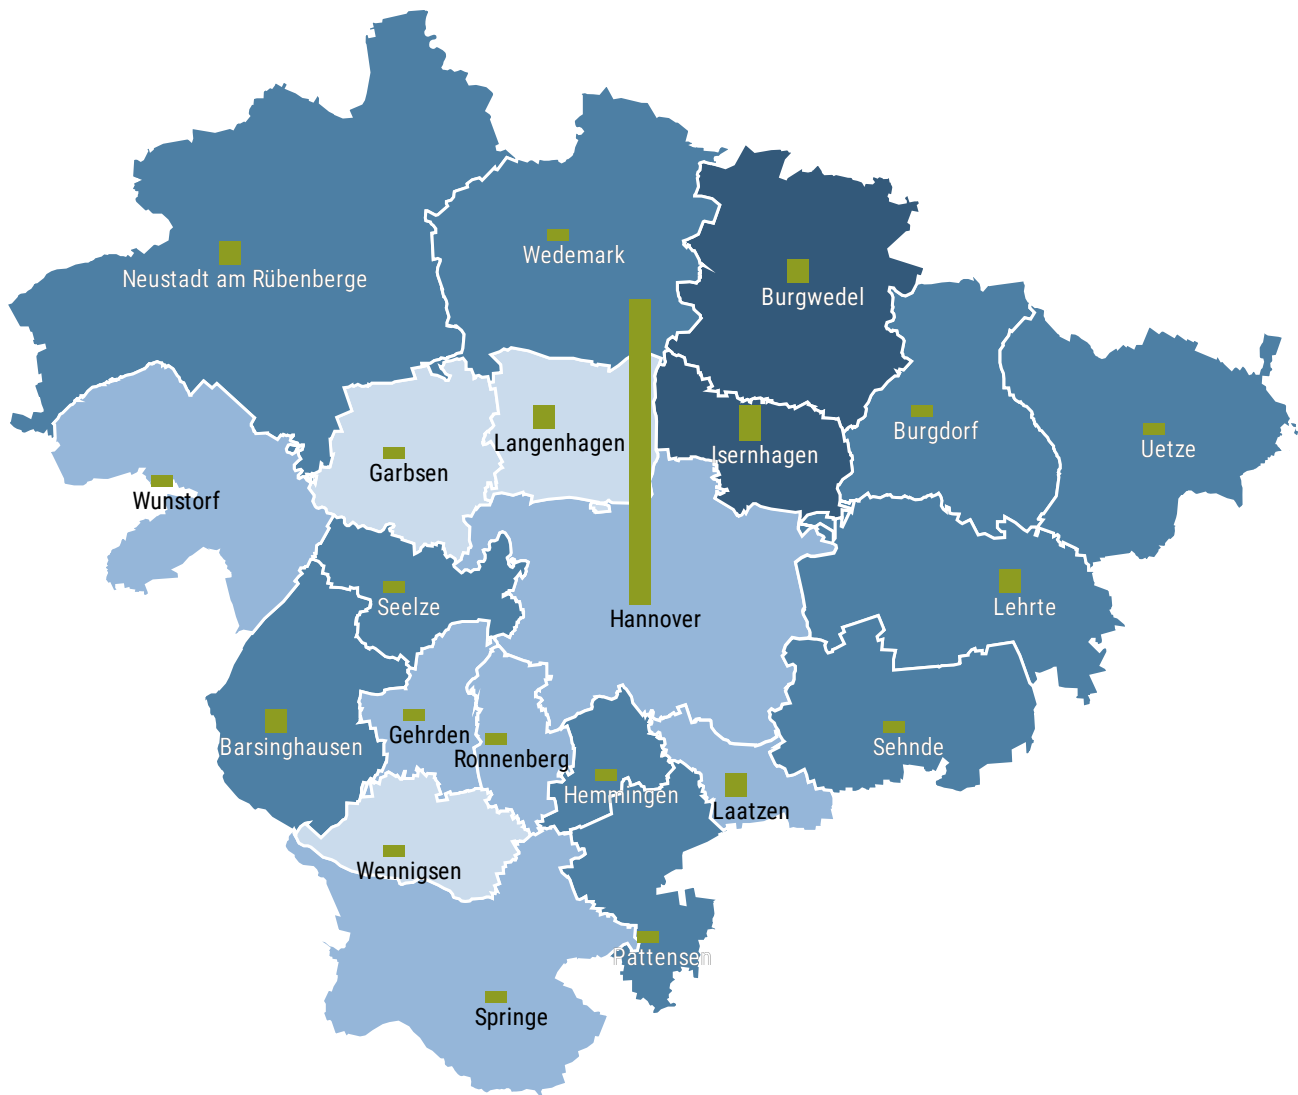 Wedemark
Neustadt am Rübenberge
Burgwedel
Burgdorf
Langenhagen
Uetze
Isernhagen
Garbsen
Wunstorf
Seelze
Lehrte
Hannover
Gehrden
Barsinghausen
Sehnde
Ronnenberg
Hemmingen
Laatzen
Wennigsen
Pattensen
Springe